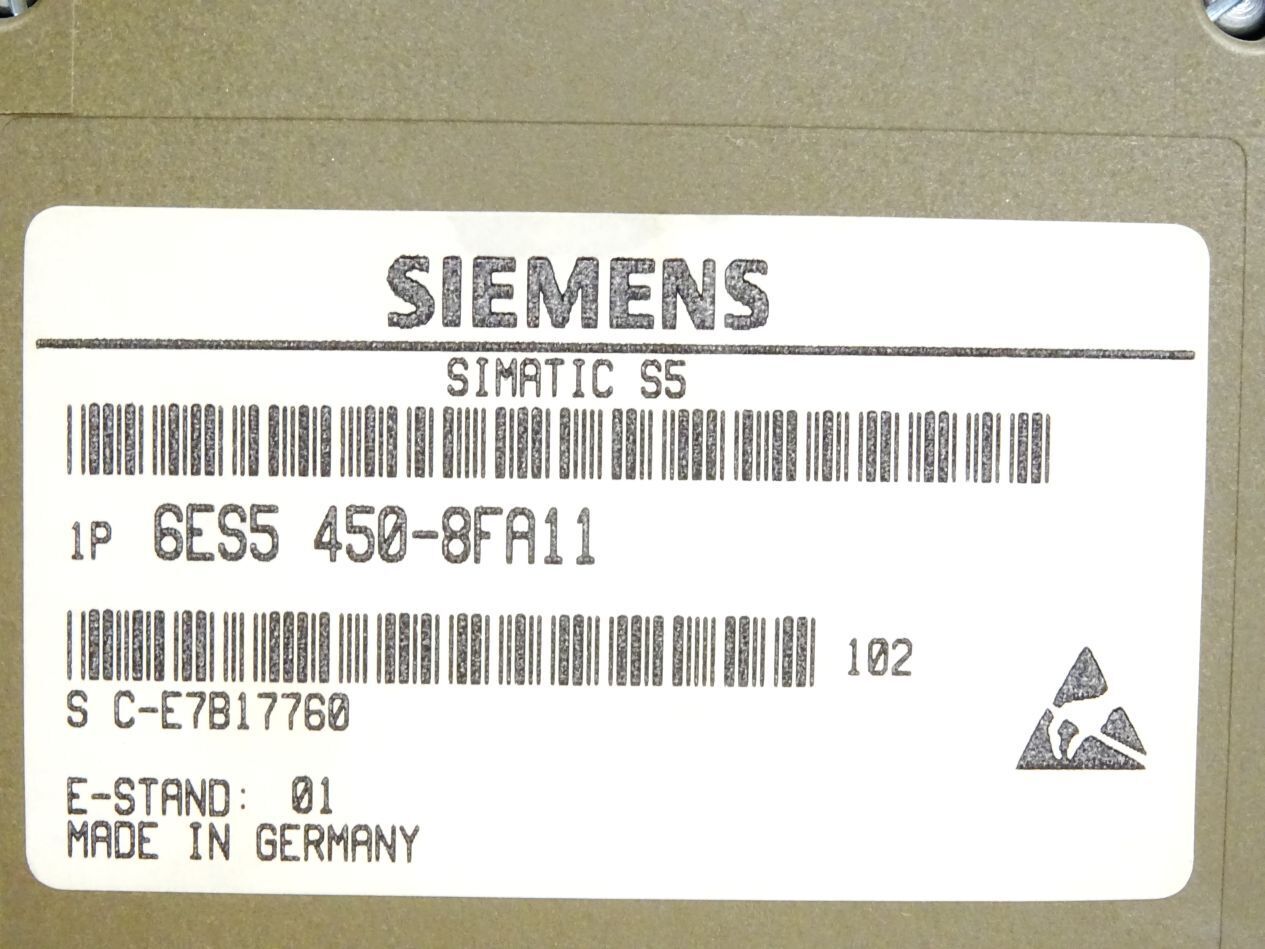 SIEMENS
SIMATIC S5
1P 6ES5 450-8FA11
102
S C-E7B17760
E-STAND: 01
MADE IN GERMANY